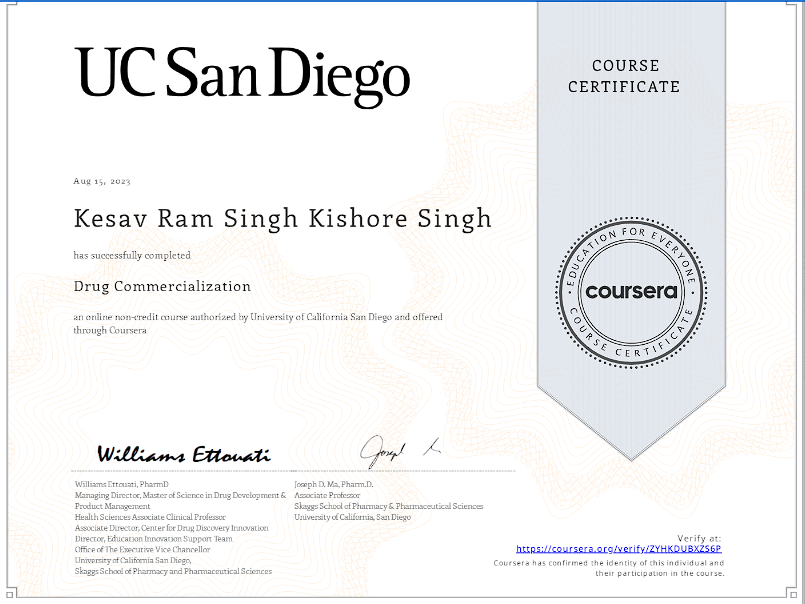 UC San Diego
COURSE
CERTIFICATE
Aug 15, 2023
Kesav Ram Singh Kishore Singh
has successfully completed
Drug Commercialization
an online non-credit course authorized by University of California San Diego and offered
through Coursera
EDUCATION FOR EVERYONE
coursera
COURSE CERTIFICATE
Williams Ettouati
Joseph
Williams Ettouati, PharmD
Managing Director, Master of Science in Drug Development &
Product Management
Health Sciences Associate Clinical Professor
Associate Director, Center for Drug Discovery Innovation
Director, Education Innovation Support Team
Office of The Executive Vice Chancellor
University of California San Diego,
Skaggs School of Pharmacy and Pharmaceutical Sciences
Joseph D. Ma, Pharm.D.
Associate Professor
Skaggs School of Pharmacy & Pharmaceutical Sciences
University of California, San Diego
Verify at:
https://coursera.org/verify/ZYHKDUBXZS6P
Coursera has confirmed the identity of this individual and
their participation in the course.